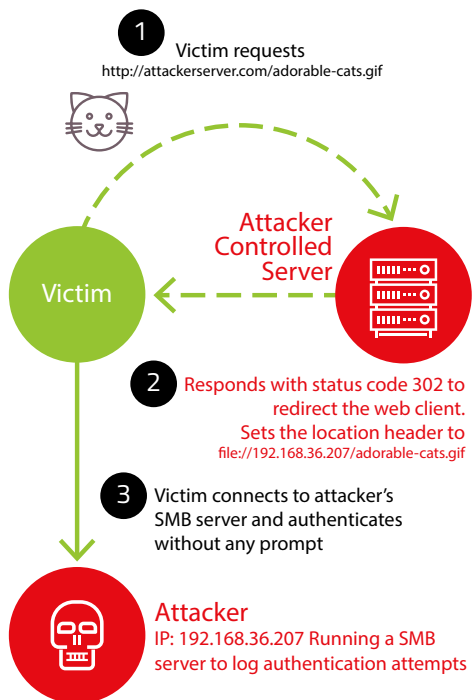 1
Victim requests
http://attackerserver.com/adorable-cats.gif
Attacker
Controlled
Server
Victim
2
Responds with status code 302 to
redirect the web client.
Sets the location header to
file://192.168.36.207/adorable-cats.gif
3
Victim connects to attacker's
SMB server and authenticates
without any prompt
Attacker
IP: 192.168.36.207 Running a SMB
server to log authentication attempts